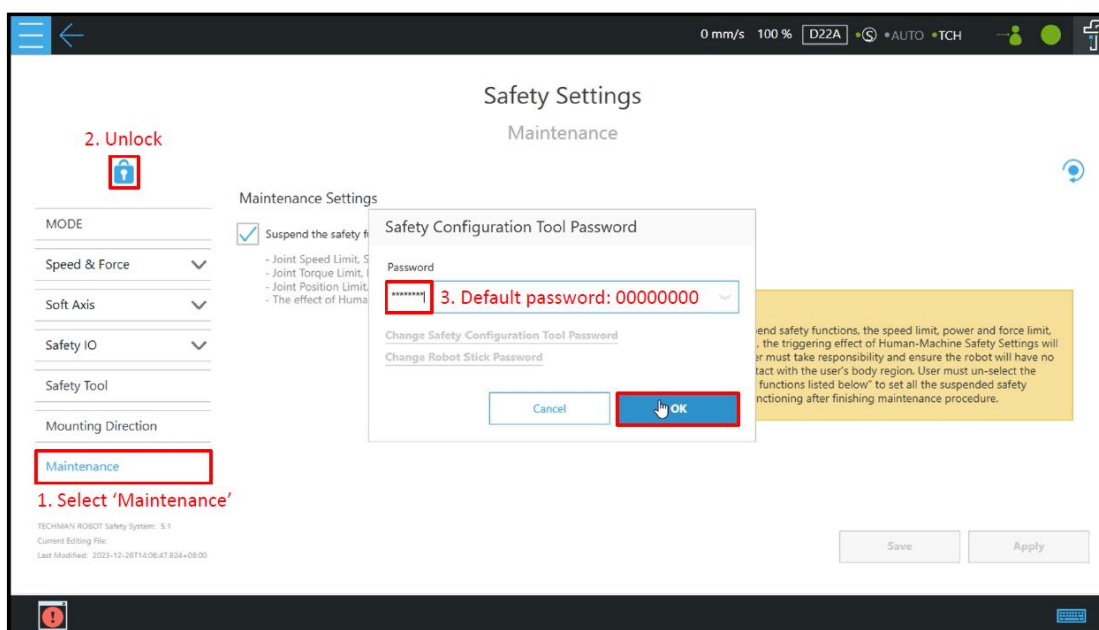 0 mm/s 100 % D22A S AUTO TCH
Safety Settings
Maintenance
2. Unlock
Maintenance Settings
MODE
Speed & Force
Soft Axis
Safety IO
Safety Tool
Mounting Direction
Maintenance
1. Select ‘Maintenance’
TECHMAN ROBOT Safety System: 5.1
Current Editing File:
Last Modified: 2023-12-28T14:06:47.924+08:00
Suspend the safety
- Joint Speed Limit, S
- Joint Torque Limit,
- Joint Position Limit,
- The effect of Huma
Safety Configuration Tool Password
Password
******** 3. Default password: 00000000
Change Safety Configuration Tool Password
Change Robot Stick Password
Cancel OK
end safety functions, the speed limit, power and force limit,
, the triggering effect of Human-Machine Safety Settings will
er must take responsibility and ensure the robot will have no
tact with the user's body region. User must un-select the
functions listed below" to set all the suspended safety
nctioning after finishing maintenance procedure.
Save Apply